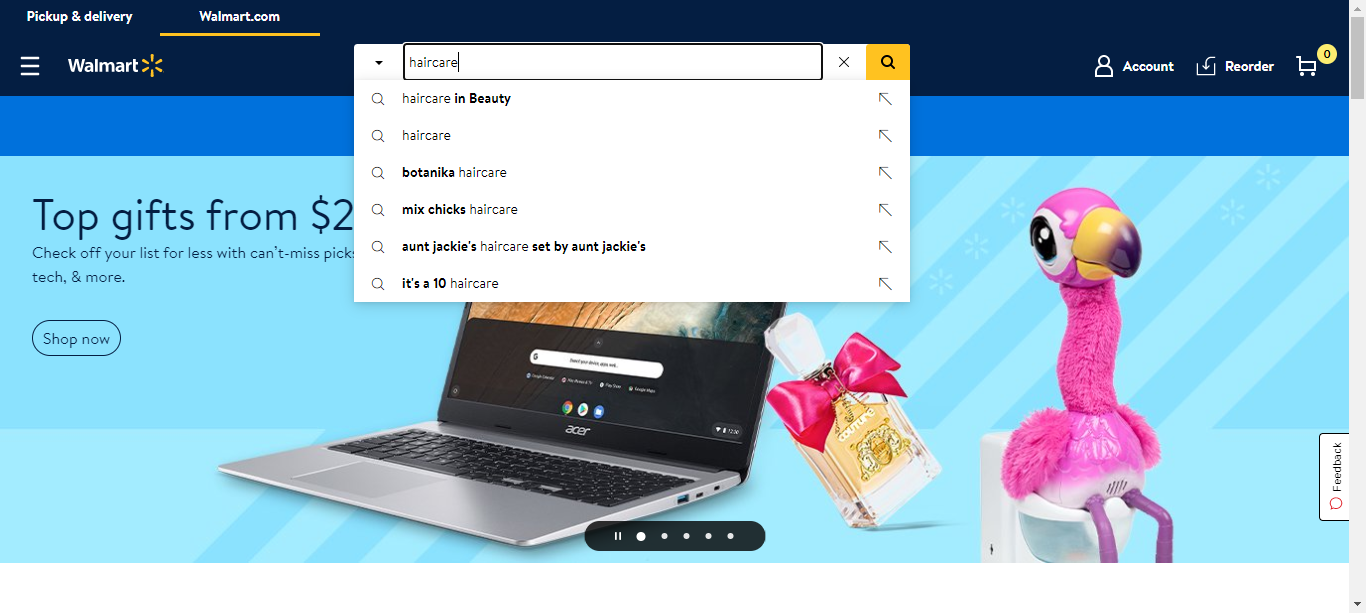 Pickup & delivery
Walmart.com
Walmart
haircare
Account
Reorder
0
haircare in Beauty
haircare
botanika haircare
mix chicks haircare
aunt jackie's haircare set by aunt jackie's
it's a 10 haircare
Top gifts from $2
Check off your list for less with can't-miss picks
tech, & more.
Shop now
acer
couture
Feedback